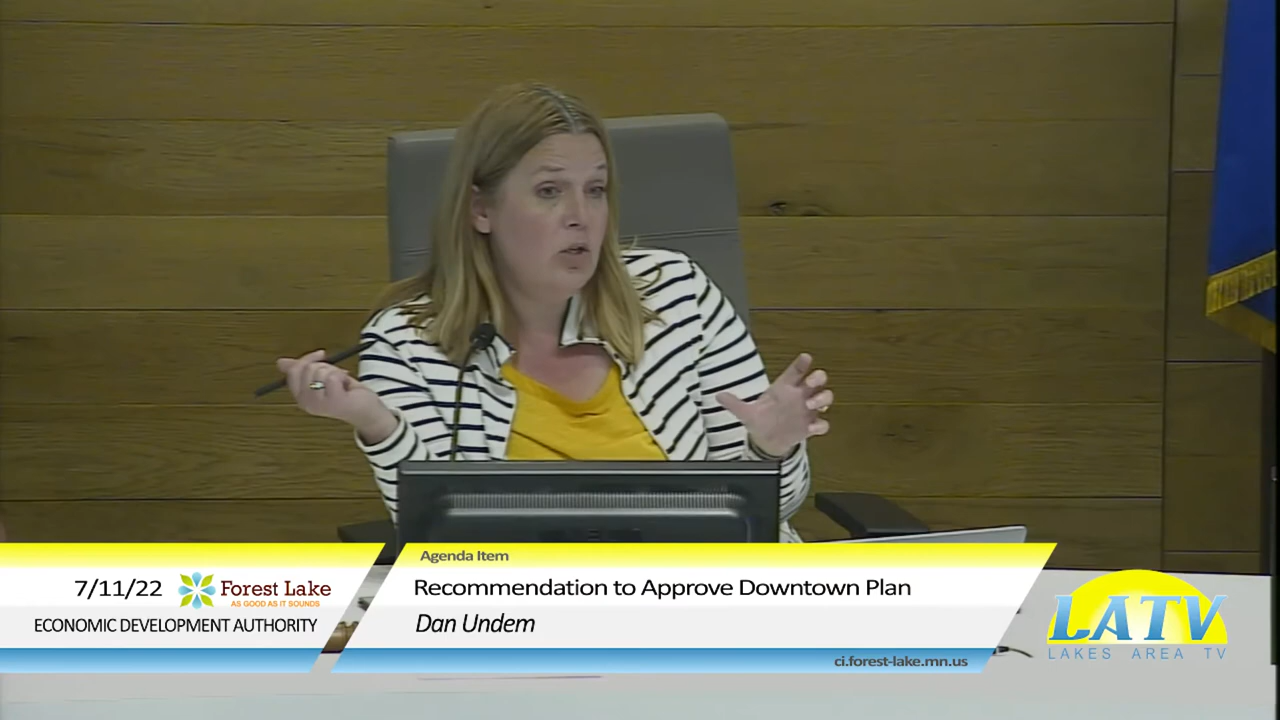 Agenda Item
7/11/22
Forest Lake
AS GOOD AS IT SOUNDS
ECONOMIC DEVELOPMENT AUTHORITY
Recommendation to Approve Downtown Plan
Dan Undem
ci.forest-lake.mn.us
LATV
LAKES AREA TV